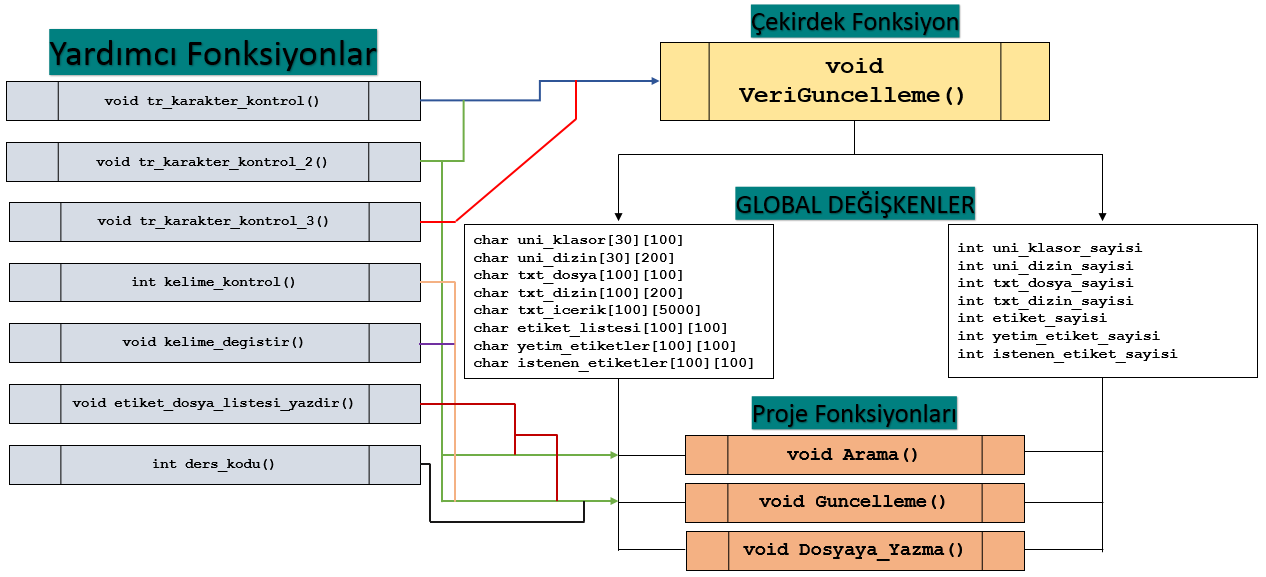 Yardımcı Fonksiyonlar
void tr_karakter_kontrol()
void tr_karakter_kontrol_2()
void tr_karakter_kontrol_3()
int kelime_kontrol()
void kelime_degistir()
void etiket_dosya_listesi_yazdir()
int ders_kodu()
Çekirdek Fonksiyon
void
VeriGuncelleme()
GLOBAL DEĞİŞKENLER
char uni_klasor[30][100]
char uni_dizin[30][200]
char txt_dosya[100][100]
char txt_dizin[100][200]
char txt_icerik[100][5000]
char etiket_listesi[100][100]
char yetim_etiketler[100][100]
char istenen_etiketler[100][100]
int uni_klasor_sayisi
int uni_dizin_sayisi
int txt_dosya_sayisi
int txt_dizin_sayisi
int etiket_sayisi
int yetim_etiket_sayisi
int istenen_etiket_sayisi
Proje Fonksiyonları
void Arama()
void Guncelleme()
void Dosyaya_Yazma()